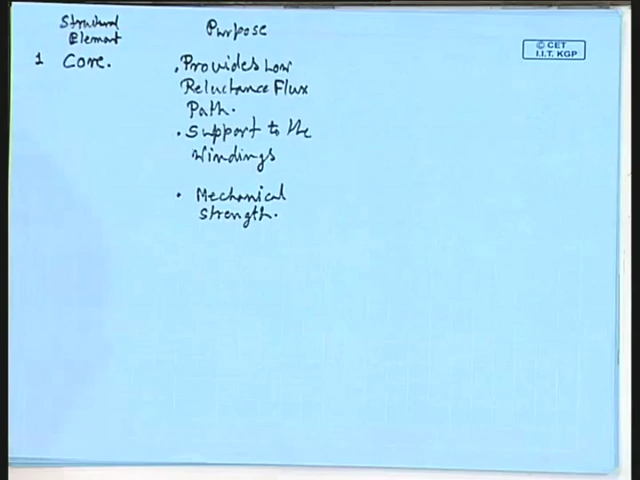 Structural Element
Purpose
© CET
I.I.T. KGP
1 Core.
. Provides Low
Reluctance Flux
Path.
. Support to the
Windings
. Mechanical
Strength.